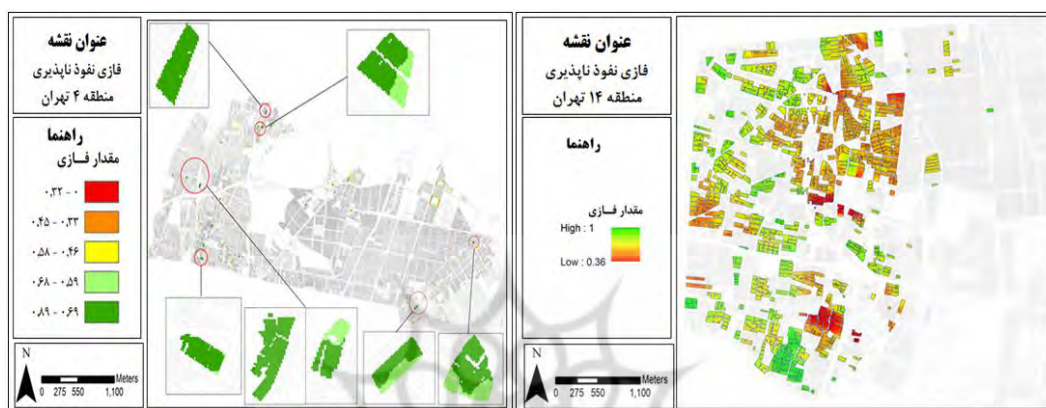 عنوان نقشه
فازی نفوذ ناپذیری
منطقه ۴ تهران
راهنما
مقدار فازی
۰.۳۲ - ۰
۰.۴۵ - ۰.۳۳
۰.۵۸ - ۰.۴۶
۰.۶۸ - ۰.۵۹
۰.۸۹ - ۰.۶۹
N
Meters
0 275 550 1,100
عنوان نقشه
فازی نفوذ ناپذیری
منطقه ۱۴ تهران
راهنما
مقدار فازی
High : 1
Low : 0.36
N
Meters
0 275 550 1,100